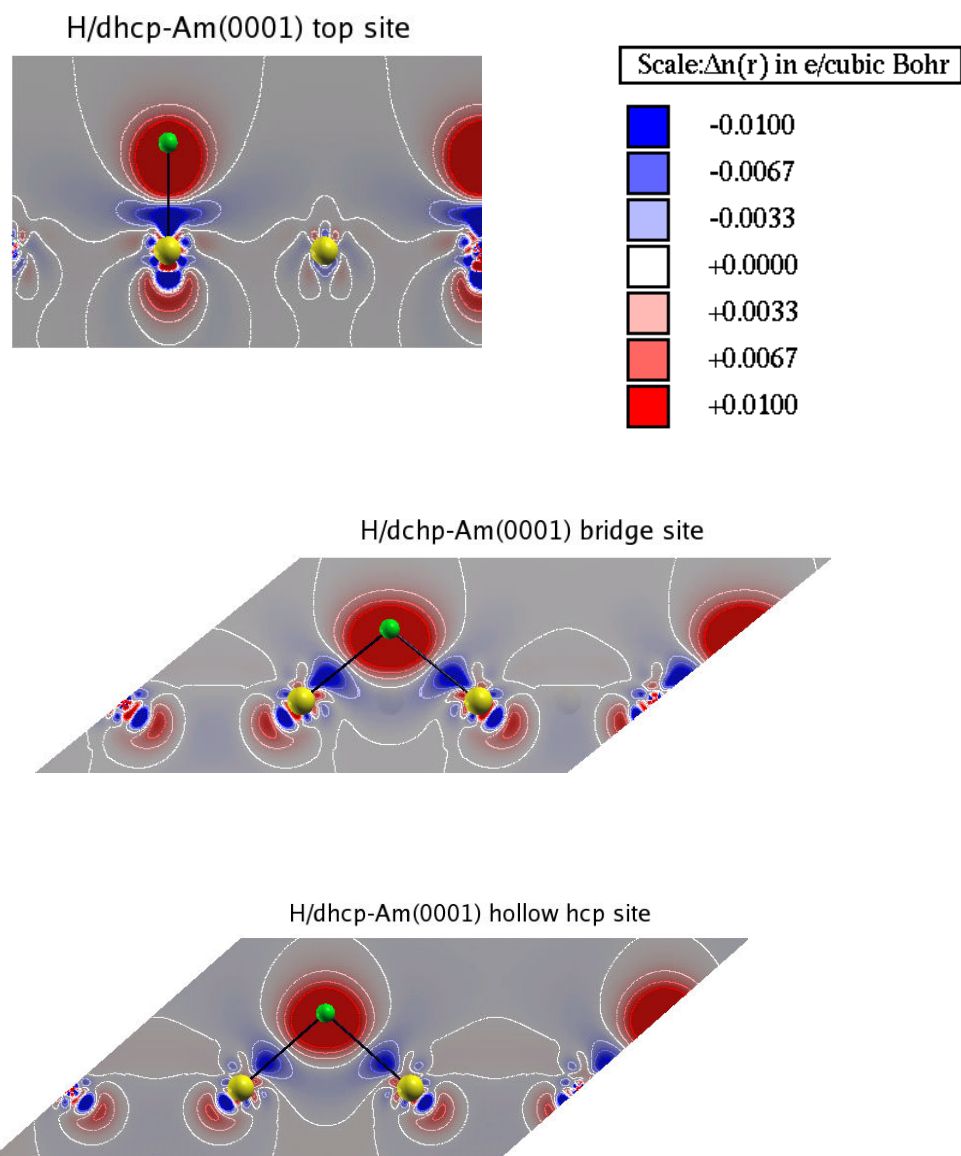 H/dhcp-Am(0001) top site
Scale:Δn(r) in e/cubic Bohr
-0.0100
-0.0067
-0.0033
+0.0000
+0.0033
+0.0067
+0.0100
H/dchp-Am(0001) bridge site
H/dhcp-Am(0001) hollow hcp site